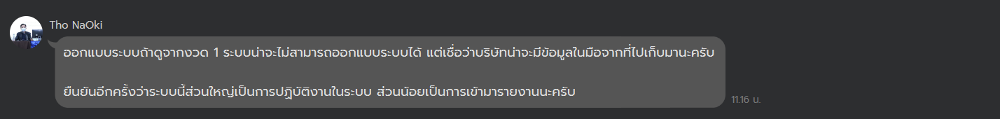 Tho NaOki
ออกแบบระบบถ้าดูจากงวด 1 ระบบน่าจะไม่สามารถออกแบบระบบได้ แต่เชื่อว่าบริษัทน่าจะมีข้อมูลในมือจากที่ไปเก็บมานะครับ
ยืนยันอีกครั้งว่าระบบนี้ส่วนใหญ่เป็นการปฏิบัติงานในระบบ ส่วนน้อยเป็นการเข้ามารายงานนะครับ
11.16 น.